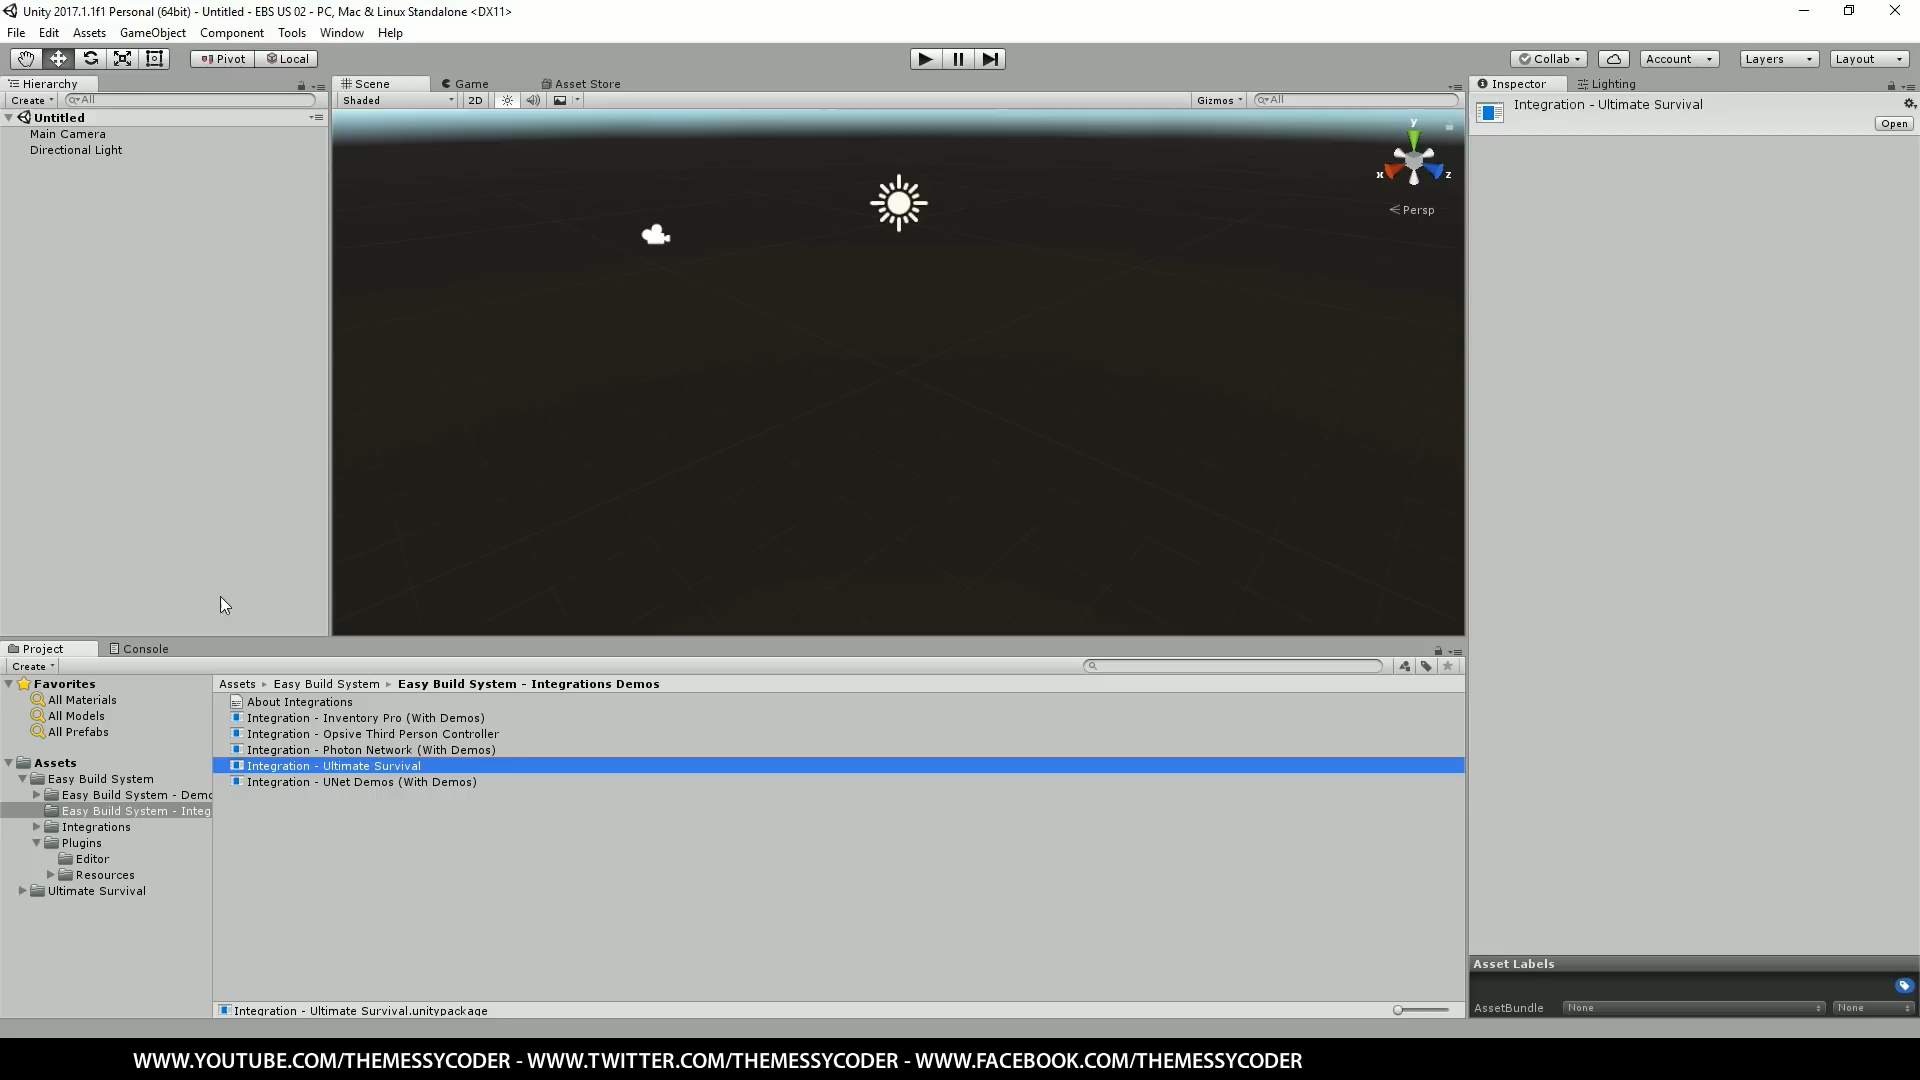 Unity 2017.1.1f1 Personal (64bit) - Untitled - EBS US 02 - PC, Mac & Linux Standalone <DX11>
File Edit Assets GameObject Component Tools Window Help
Pivot Local Collab Account Layers Layout
Hierarchy
Create All
Untitled
Main Camera
Directional Light
Scene Game Asset Store
Shaded 2D Gizmos All
y
x z
Persp
Inspector Lighting
Integration - Ultimate Survival
Open
Project Console
Create
Favorites
All Materials
All Models
All Prefabs
Assets
Easy Build System
Easy Build System - Demo
Easy Build System - Integ
Integrations
Plugins
Editor
Resources
Ultimate Survival
Assets Easy Build System Easy Build System - Integrations Demos
About Integrations
Integration - Inventory Pro (With Demos)
Integration - Opsive Third Person Controller
Integration - Photon Network (With Demos)
Integration - Ultimate Survival
Integration - UNet Demos (With Demos)
Integration - Ultimate Survival.unitypackage
Asset Labels
AssetBundle None None
WWW.YOUTUBE.COM/THEMESSYCODER - WWW.TWITTER.COM/THEMESSYCODER - WWW.FACEBOOK.COM/THEMESSYCODER